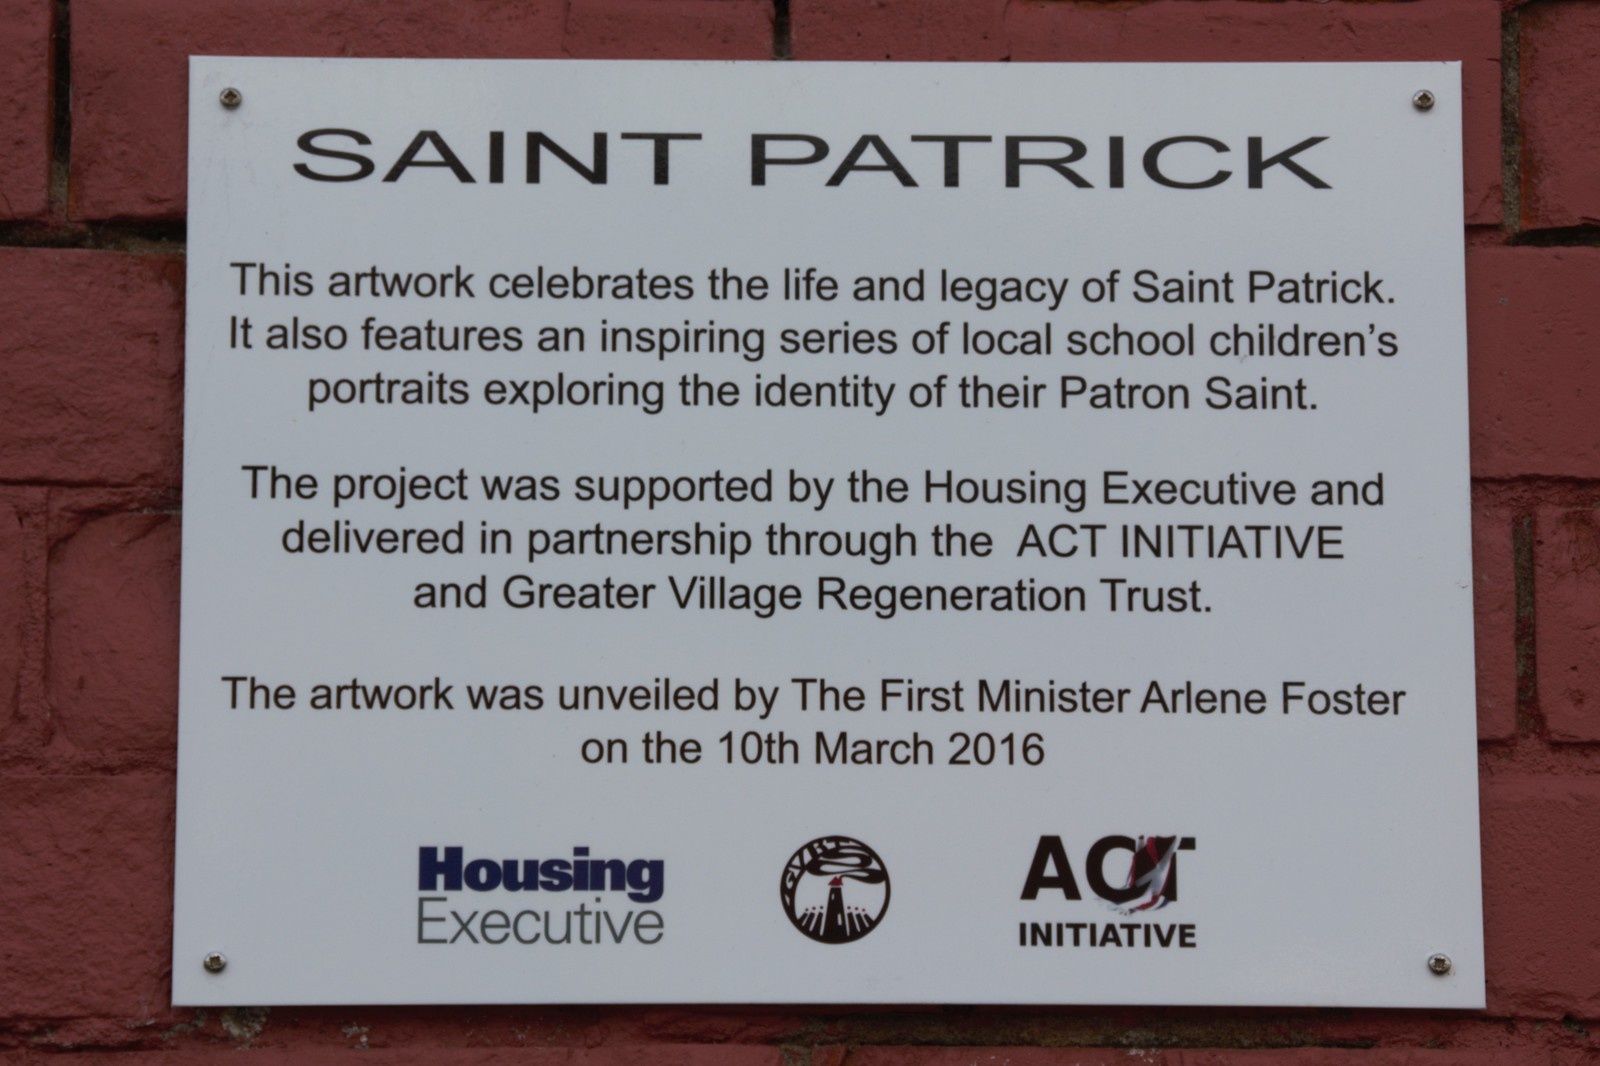 SAINT PATRICK
This artwork celebrates the life and legacy of Saint Patrick.
It also features an inspiring series of local school children's
portraits exploring the identity of their Patron Saint.
The project was supported by the Housing Executive and
delivered in partnership through the ACT INITIATIVE
and Greater Village Regeneration Trust.
The artwork was unveiled by The First Minister Arlene Foster
on the 10th March 2016
Housing
Executive
GVRT
ACT
INITIATIVE